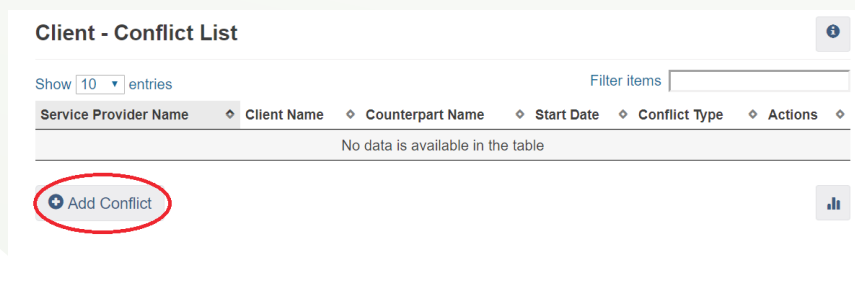 Client - Conflict List
Show 10 entries Filter items
Service Provider Name Client Name Counterpart Name Start Date Conflict Type Actions
No data is available in the table
Add Conflict